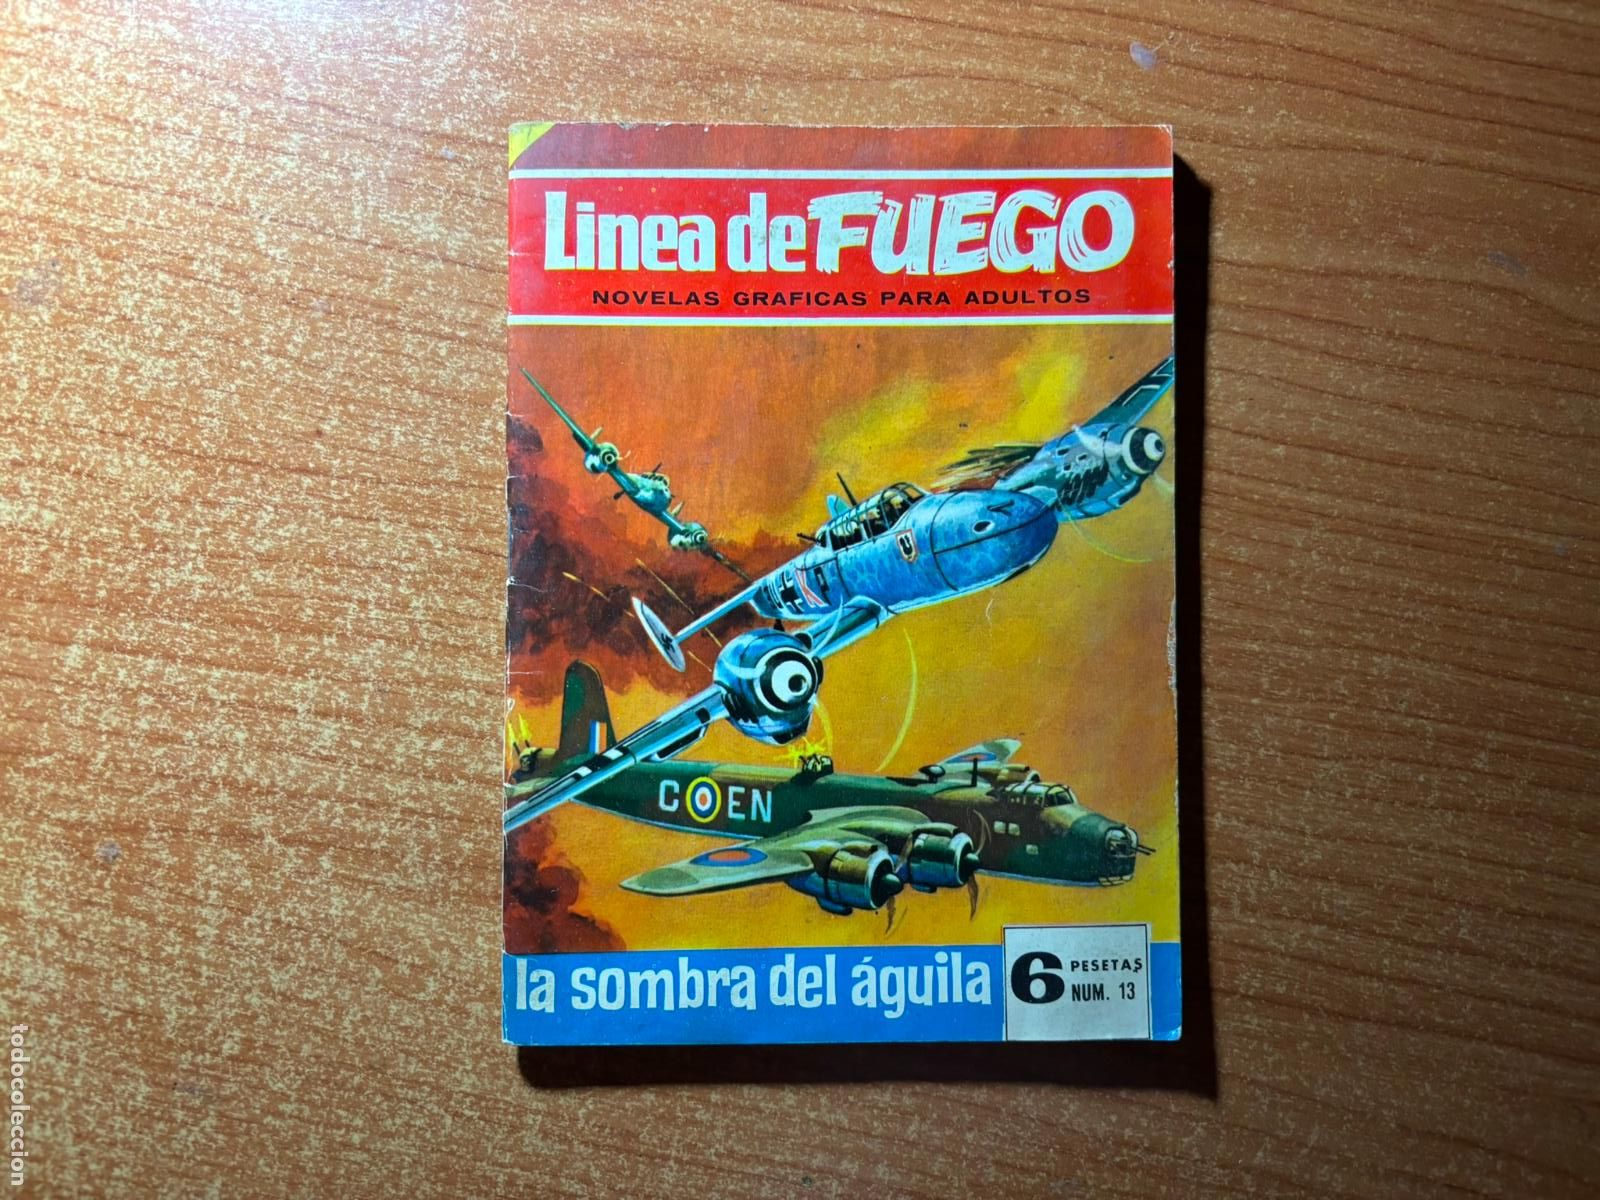 Linea de FUEGO
NOVELAS GRAFICAS PARA ADULTOS
C EN
la sombra del águila
6 PESETAS
NUM. 13
todocoleccion